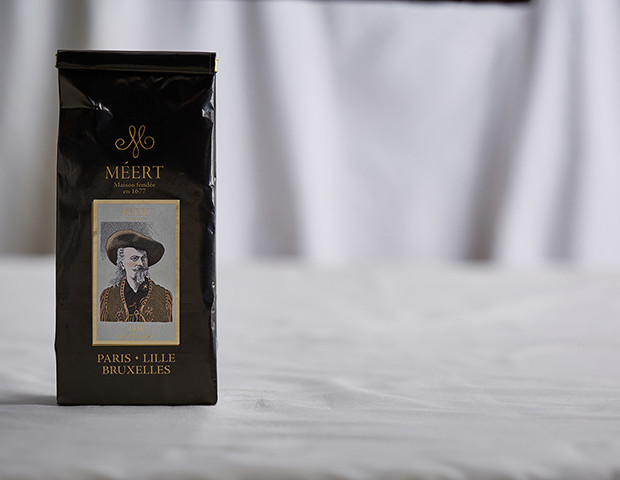 M
MÉERT
Maison fondée
en 1677
PARIS • LILLE
BRUXELLES